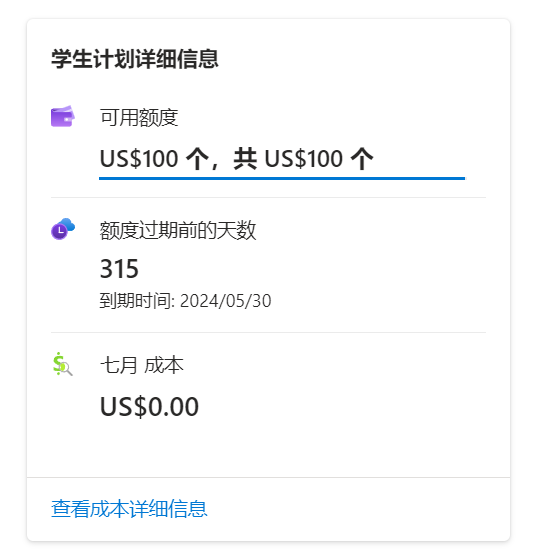 学生计划详细信息
可用额度
US$100 个，共 US$100 个
额度过期前的天数
315
到期时间: 2024/05/30
七月 成本
US$0.00
查看成本详细信息